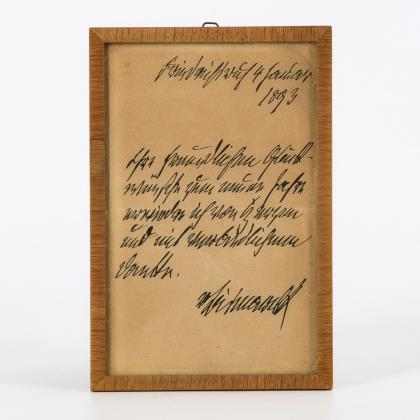 Friedrichsruh 4 Januar
1893
Ihre freundlichen Glück-
wünsche zum neuen Jahre
erwiedre ich von Herzen
und mit verbindlichstem
Danke.
v Bismarck